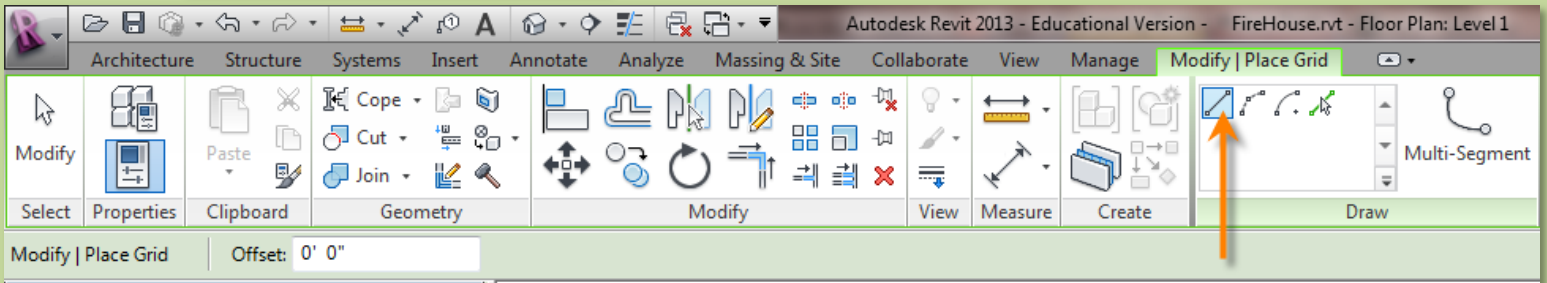 Autodesk Revit 2013 - Educational Version - FireHouse.rvt - Floor Plan: Level 1
Architecture Structure Systems Insert Annotate Analyze Massing & Site Collaborate View Manage Modify | Place Grid
Cope
Cut
Modify Paste Multi-Segment
Join
Select Properties Clipboard Geometry Modify View Measure Create Draw
Modify | Place Grid Offset: 0' 0"